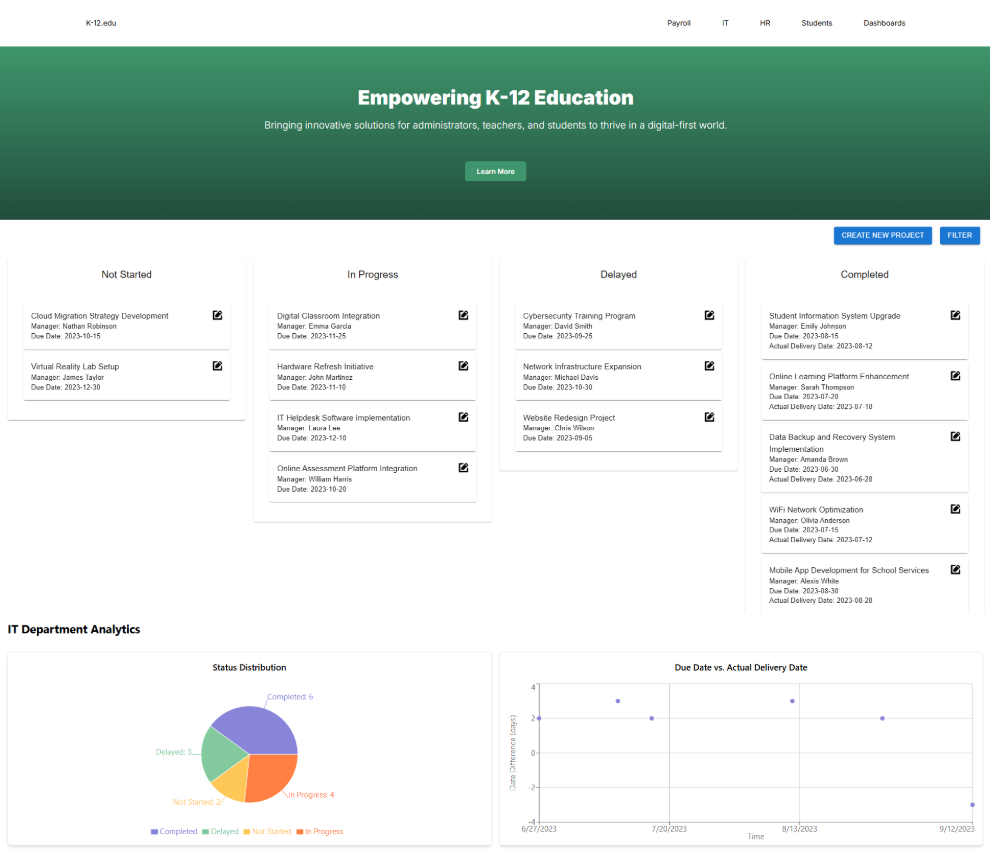 K-12.edu
Payroll
IT
HR
Students
Dashboards
Empowering K-12 Education
Bringing innovative solutions for administrators, teachers, and students to thrive in a digital-first world.
Learn More
CREATE NEW PROJECT
FILTER
Not Started
Cloud Migration Strategy Development
Manager: Nathan Robinson
Due Date: 2023-10-15
Virtual Reality Lab Setup
Manager: James Taylor
Due Date: 2023-12-30
In Progress
Digital Classroom Integration
Manager: Emma Garcia
Due Date: 2023-11-25
Hardware Refresh Initiative
Manager: John Martinez
Due Date: 2023-11-10
IT Helpdesk Software Implementation
Manager: Laura Lee
Due Date: 2023-12-10
Online Assessment Platform Integration
Manager: William Harris
Due Date: 2023-10-20
Delayed
Cybersecurity Training Program
Manager: David Smith
Due Date: 2023-09-25
Network Infrastructure Expansion
Manager: Michael Davis
Due Date: 2023-10-30
Website Redesign Project
Manager: Chris Wilson
Due Date: 2023-09-05
Completed
Student Information System Upgrade
Manager: Emily Johnson
Due Date: 2023-08-15
Actual Delivery Date: 2023-08-12
Online Learning Platform Enhancement
Manager: Sarah Thompson
Due Date: 2023-07-20
Actual Delivery Date: 2023-07-18
Data Backup and Recovery System
Implementation
Manager: Amanda Brown
Due Date: 2023-06-30
Actual Delivery Date: 2023-06-28
WiFi Network Optimization
Manager: Olivia Anderson
Due Date: 2023-07-15
Actual Delivery Date: 2023-07-12
Mobile App Development for School Services
Manager: Alexis White
Due Date: 2023-08-30
Actual Delivery Date: 2023-08-28
IT Department Analytics
Status Distribution
Completed: 6
Delayed: 3
Not Started: 2
In Progress: 4
Completed
Delayed
Not Started
In Progress
Due Date vs. Actual Delivery Date
Date Difference (days)
4
2
0
-2
-4
6/27/2023
7/20/2023
8/13/2023
9/12/2023
Time